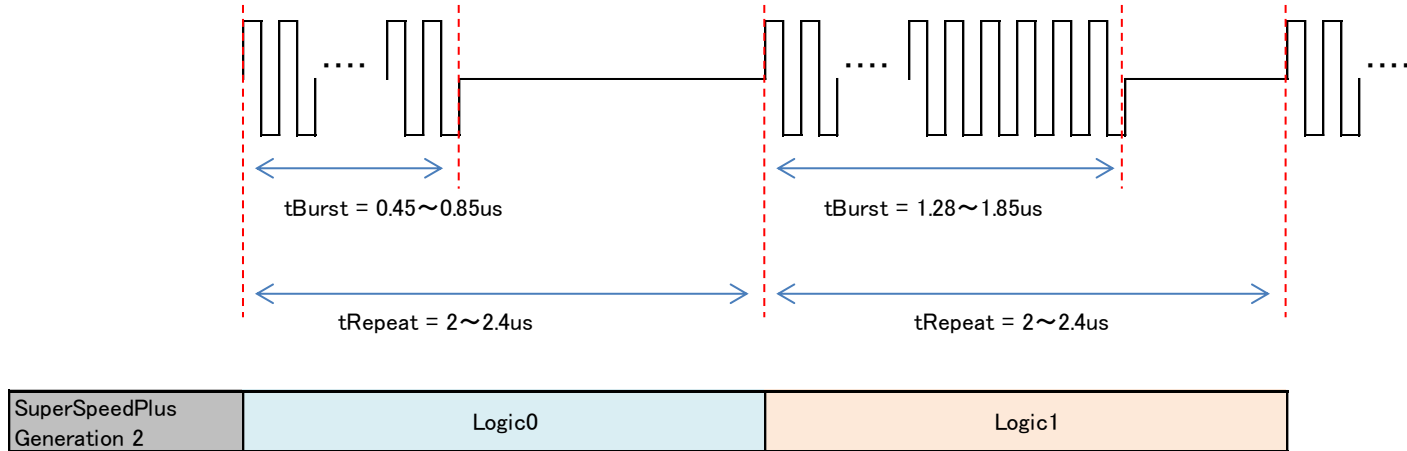 ‥‥
‥‥
‥‥
tBurst = 0.45～0.85us
tBurst = 1.28～1.85us
tRepeat = 2～2.4us
tRepeat = 2～2.4us
SuperSpeedPlus
Generation 2
Logic0
Logic1